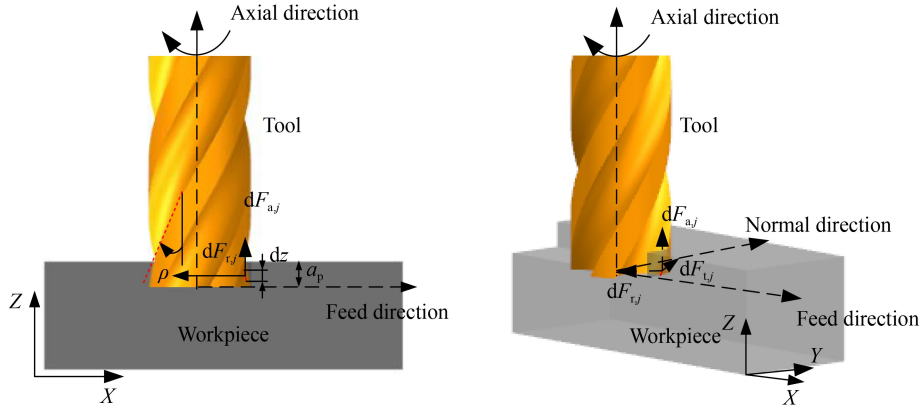 Axial direction
Tool
dF_{a,j}
dF_{r,j}
dz
ρ
a_p
Z
Feed direction
Workpiece
X
Axial direction
Tool
dF_{a,j}
Normal direction
dF_{t,j}
dF_{r,j}
Feed direction
Z
Workpiece
Y
X